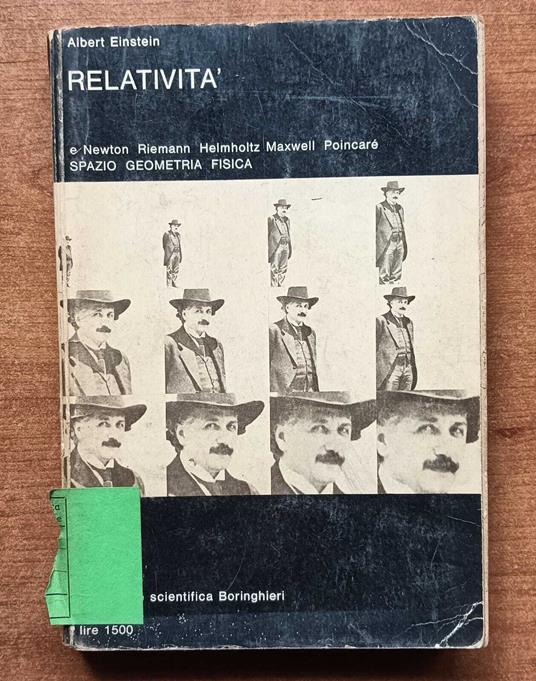 Albert Einstein
RELATIVITA'
e Newton Riemann Helmholtz Maxwell Poincaré
SPAZIO GEOMETRIA FISICA
scientifica Boringhieri
lire 1500